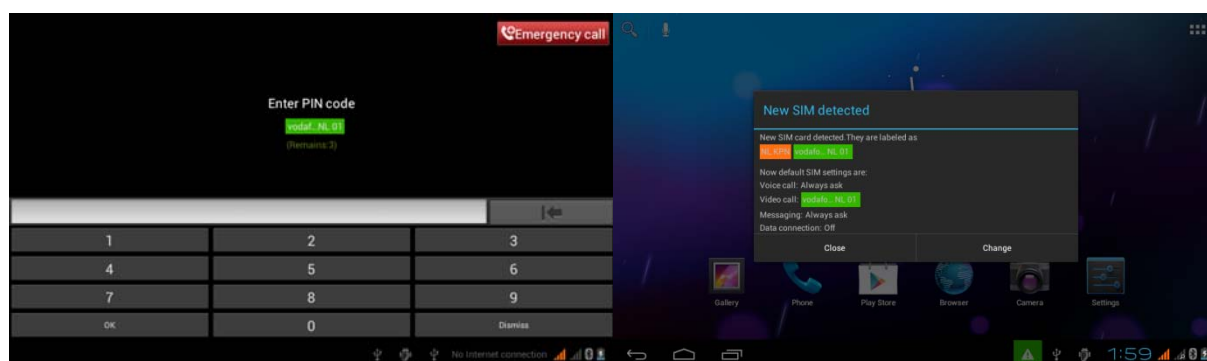 Emergency call
Enter PIN code
vodaf.. NL 01
(Remains:3)
1 2 3
4 5 6
7 8 9
OK 0 Dismiss
No Internet connection
New SIM detected
New SIM card detected.They are labeled as
NL KPN vodafo.. NL 01
Now default SIM settings are:
Voice call: Always ask
Video call: vodafo.. NL 01
Messaging: Always ask
Data connection: Off
Close Change
Gallery Phone Play Store Browser Camera Settings
1:59